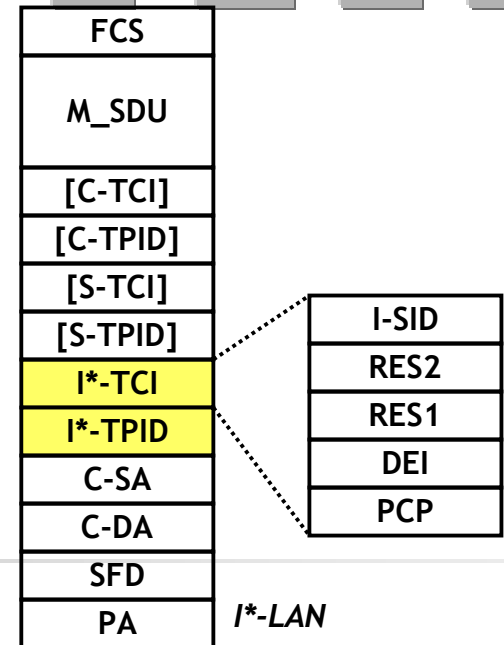 FCS
M_SDU
[C-TCI]
[C-TPID]
[S-TCI]
[S-TPID]
I*-TCI
I*-TPID
C-SA
C-DA
SFD
PA
I-SID
RES2
RES1
DEI
PCP
I*-LAN